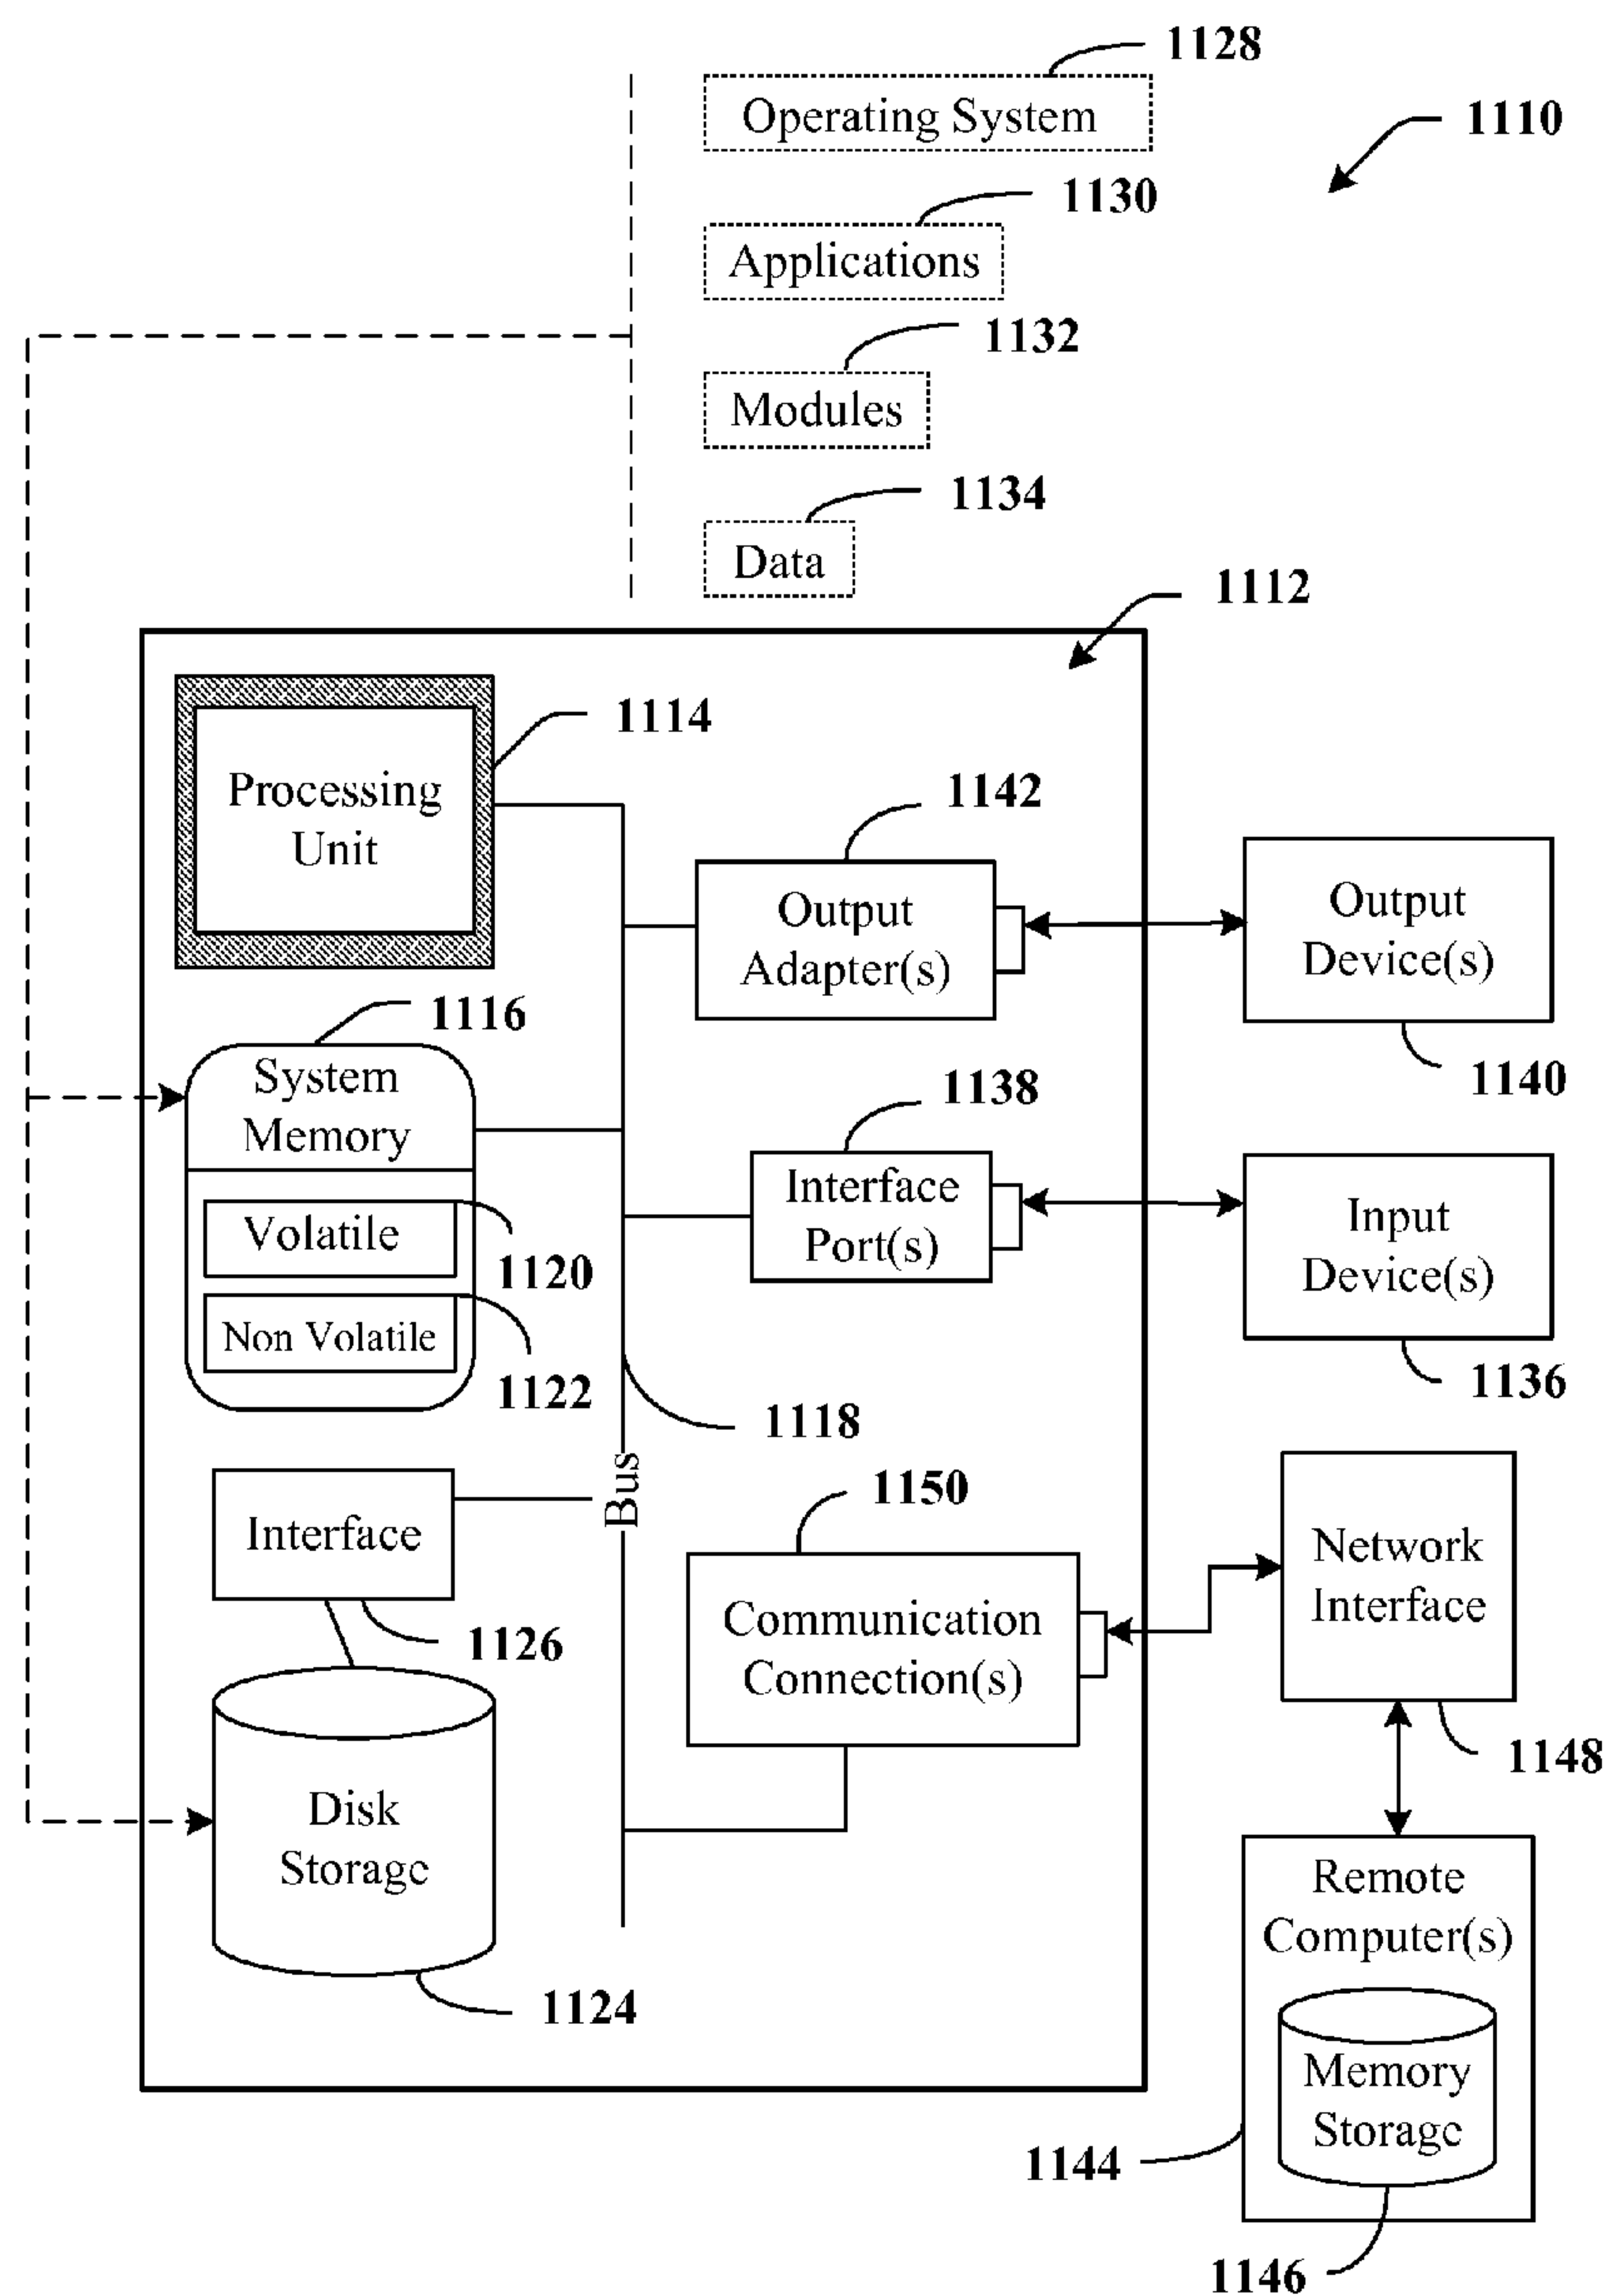 1128
Operating System
1110
1130
Applications
1132
Modules
1134
Data
1112
1114
Processing
Unit
1142
Output
Adapter(s)
Output
Device(s)
1140
1116
System
Memory
Volatile
1120
Non Volatile
1122
1138
Interface
Port(s)
Input
Device(s)
1136
1118
Bus
1150
Interface
1126
Communication
Connection(s)
Network
Interface
1148
Disk
Storage
1124
Remote
Computer(s)
Memory
Storage
1144
1146